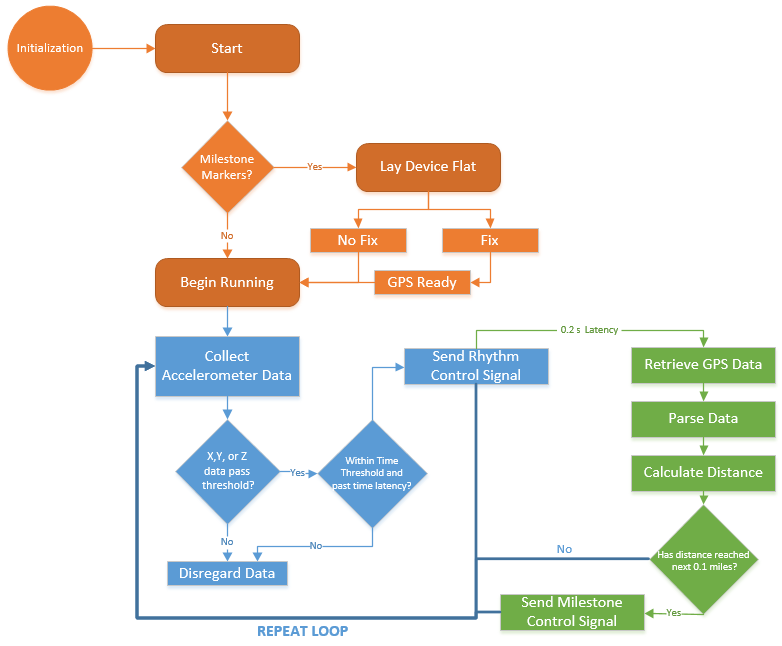 Initialization
Start
Milestone
Markers?
Yes
Lay Device Flat
No
No Fix
Fix
Begin Running
GPS Ready
0.2 s Latency
Collect
Accelerometer Data
Send Rhythm
Control Signal
Retrieve GPS Data
Parse Data
X,Y, or Z
data pass
threshold?
Yes
Within Time
Threshold and
past time latency?
Calculate Distance
No
No
No
Has distance reached
next 0.1 miles?
Disregard Data
Send Milestone
Control Signal
Yes
REPEAT LOOP